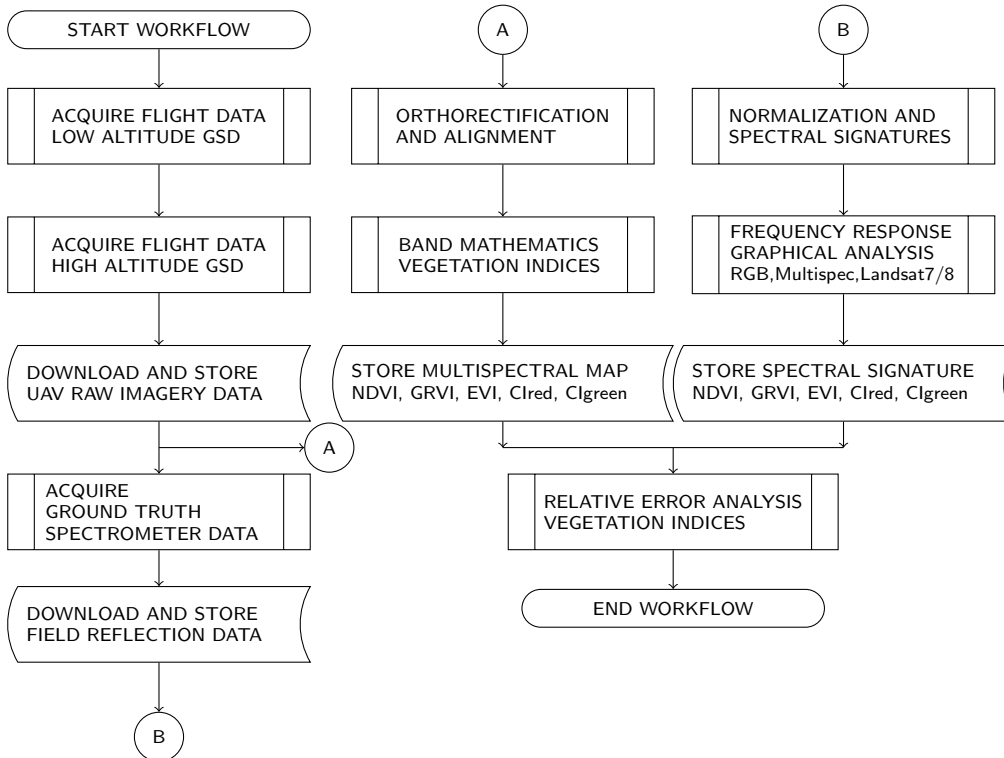 START WORKFLOW
ACQUIRE FLIGHT DATA
LOW ALTITUDE GSD
ACQUIRE FLIGHT DATA
HIGH ALTITUDE GSD
DOWNLOAD AND STORE
UAV RAW IMAGERY DATA
A
ACQUIRE
GROUND TRUTH
SPECTROMETER DATA
DOWNLOAD AND STORE
FIELD REFLECTION DATA
B
A
ORTHORECTIFICATION
AND ALIGNMENT
BAND MATHEMATICS
VEGETATION INDICES
STORE MULTISPECTRAL MAP
NDVI, GRVI, EVI, CIred, CIgreen
B
NORMALIZATION AND
SPECTRAL SIGNATURES
FREQUENCY RESPONSE
GRAPHICAL ANALYSIS
RGB,Multispec,Landsat7/8
STORE SPECTRAL SIGNATURE
NDVI, GRVI, EVI, CIred, CIgreen
RELATIVE ERROR ANALYSIS
VEGETATION INDICES
END WORKFLOW